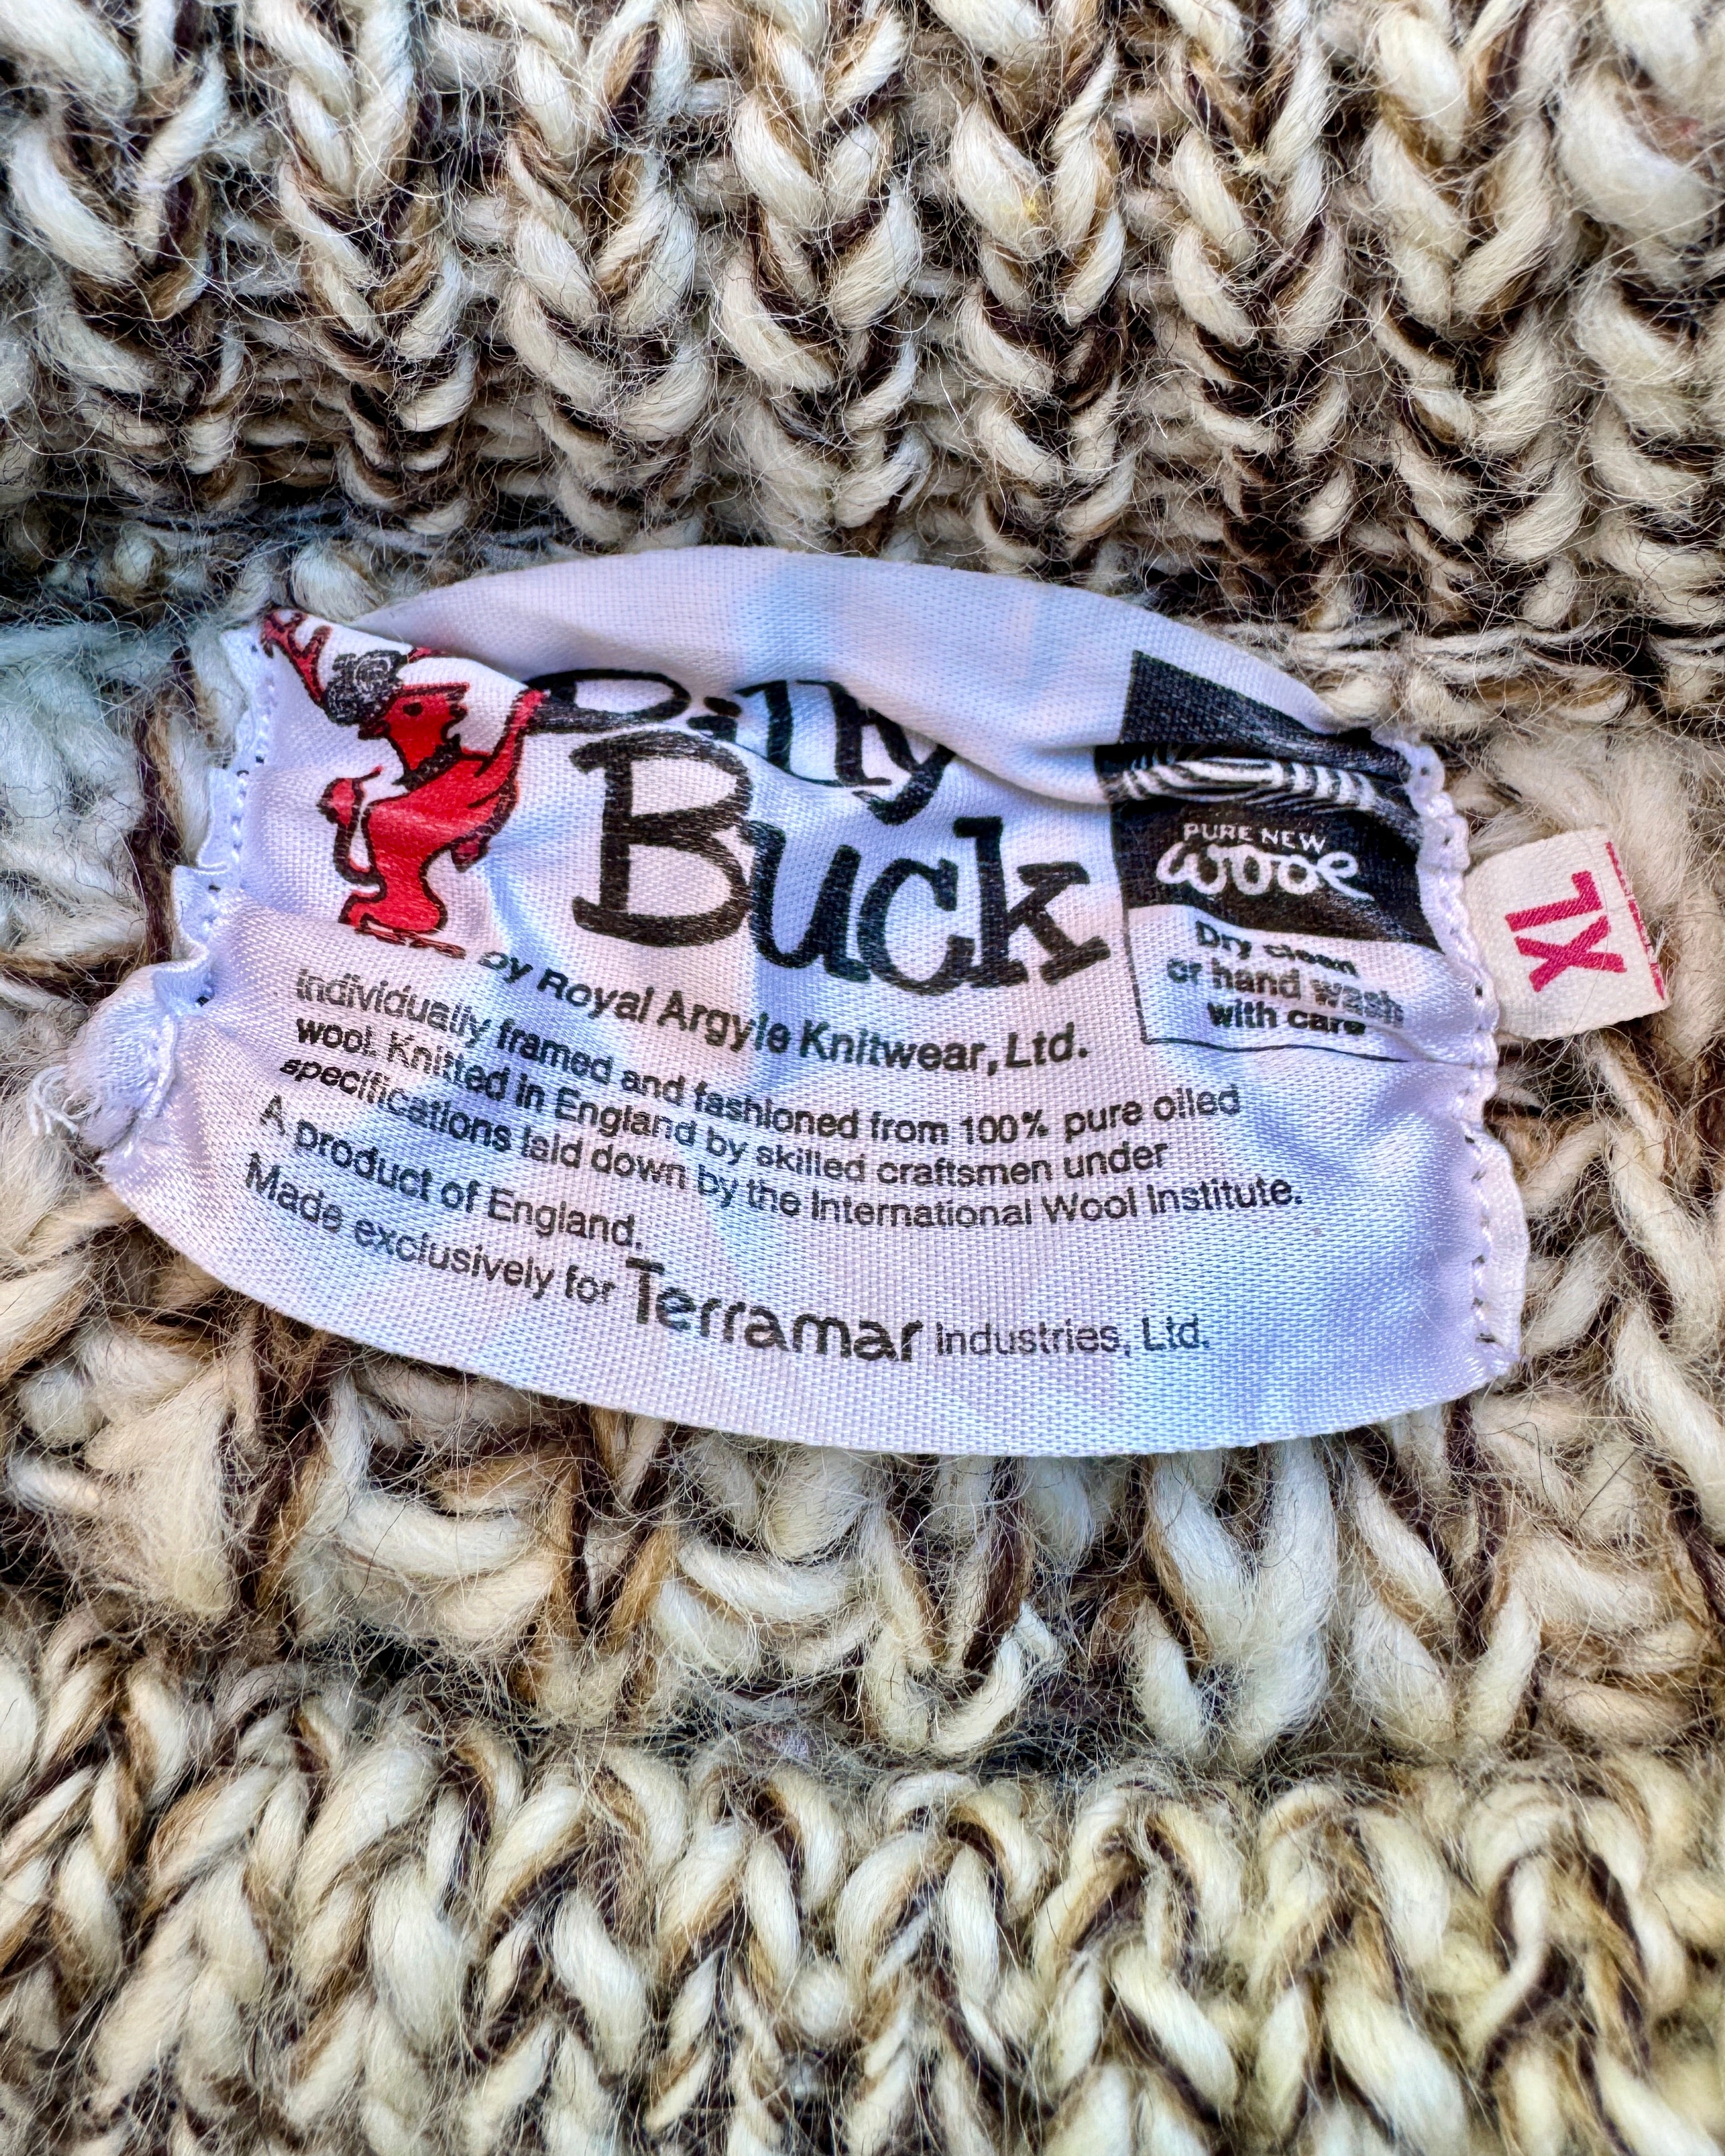 Billy
Buck
by Royal Argyle Knitwear, Ltd.
PURE NEW
WOOL
Dry clean
or hand wash
with care
XL
Individually framed and fashioned from 100% pure oiled
wool. Knitted in England by skilled craftsmen under
specifications laid down by the International Wool Institute.
A product of England.
Made exclusively for Terramar Industries, Ltd.